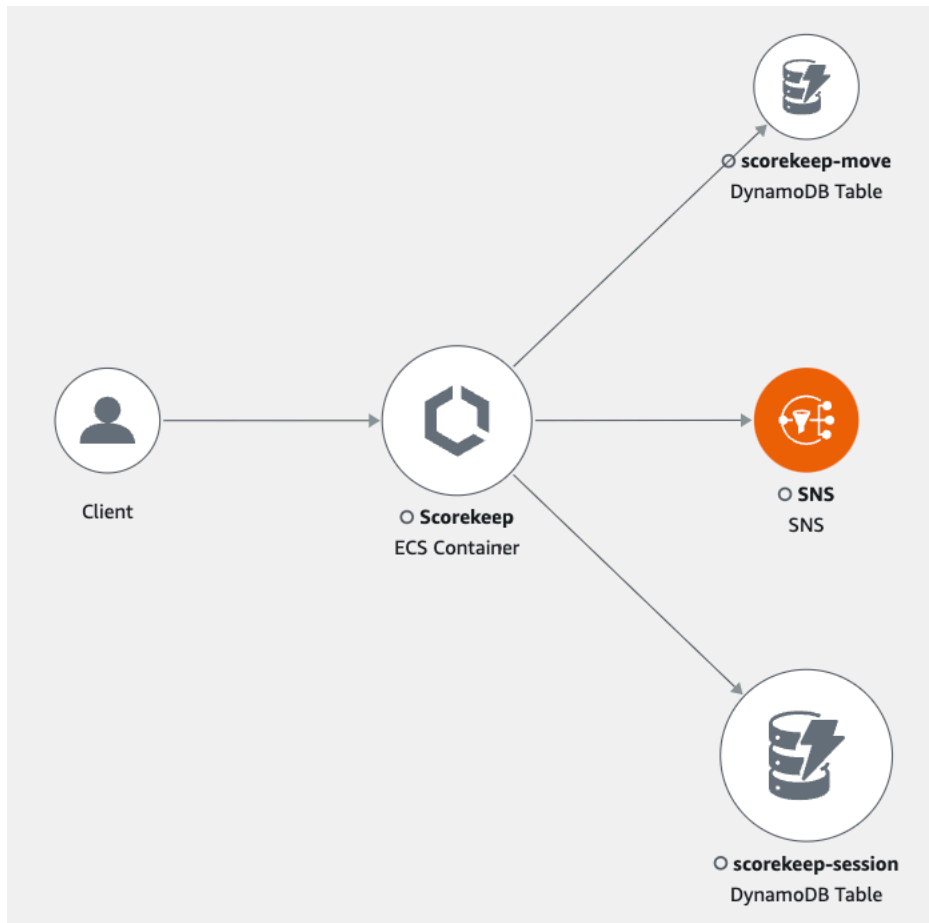 scorekeep-move
DynamoDB Table
Client
Scorekeep
ECS Container
SNS
SNS
scorekeep-session
DynamoDB Table